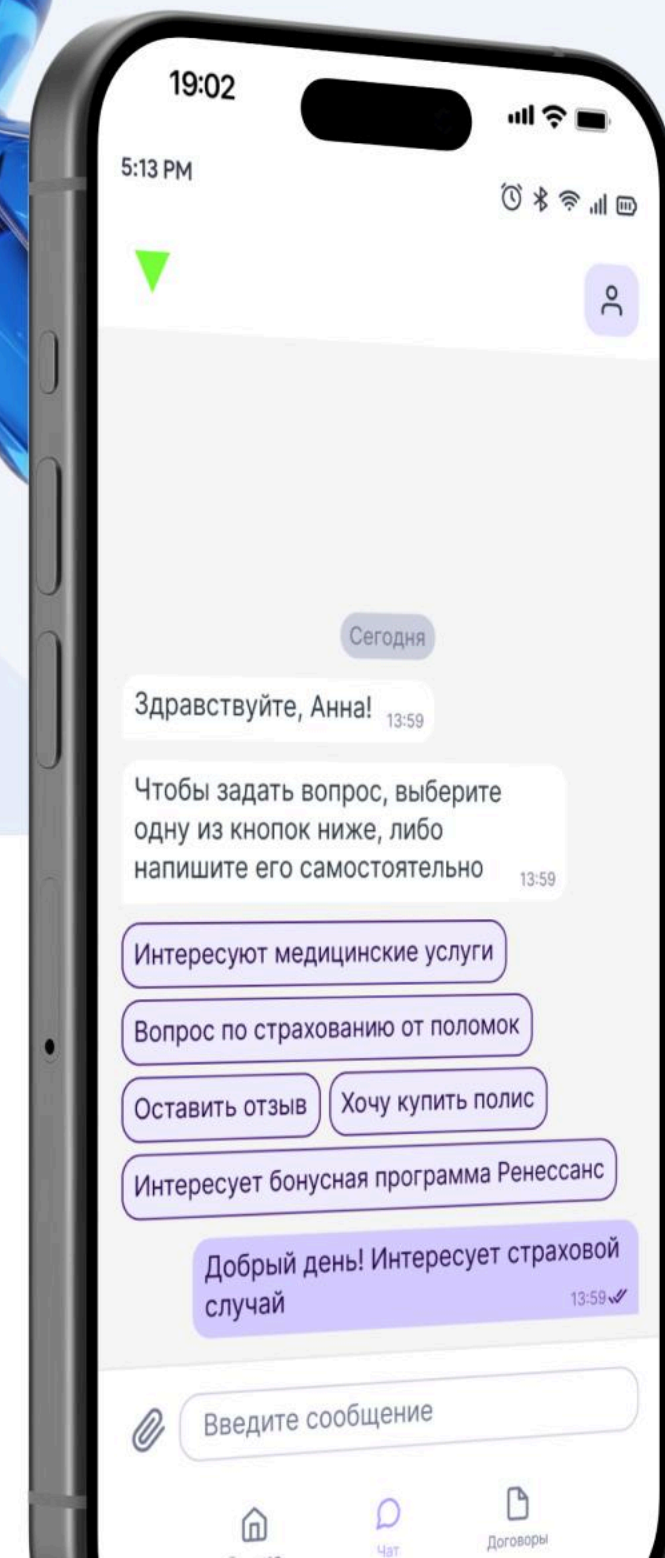 19:02
5:13 PM
Сегодня
Здравствуйте, Анна!
13:59
Чтобы задать вопрос, выберите
одну из кнопок ниже, либо
напишите его самостоятельно
13:59
Интересуют медицинские услуги
Вопрос по страхованию от поломок
Оставить отзыв
Хочу купить полис
Интересует бонусная программа Ренессанс
Добрый день! Интересует страховой
случай
13:59
Введите сообщение
Чат
Договоры